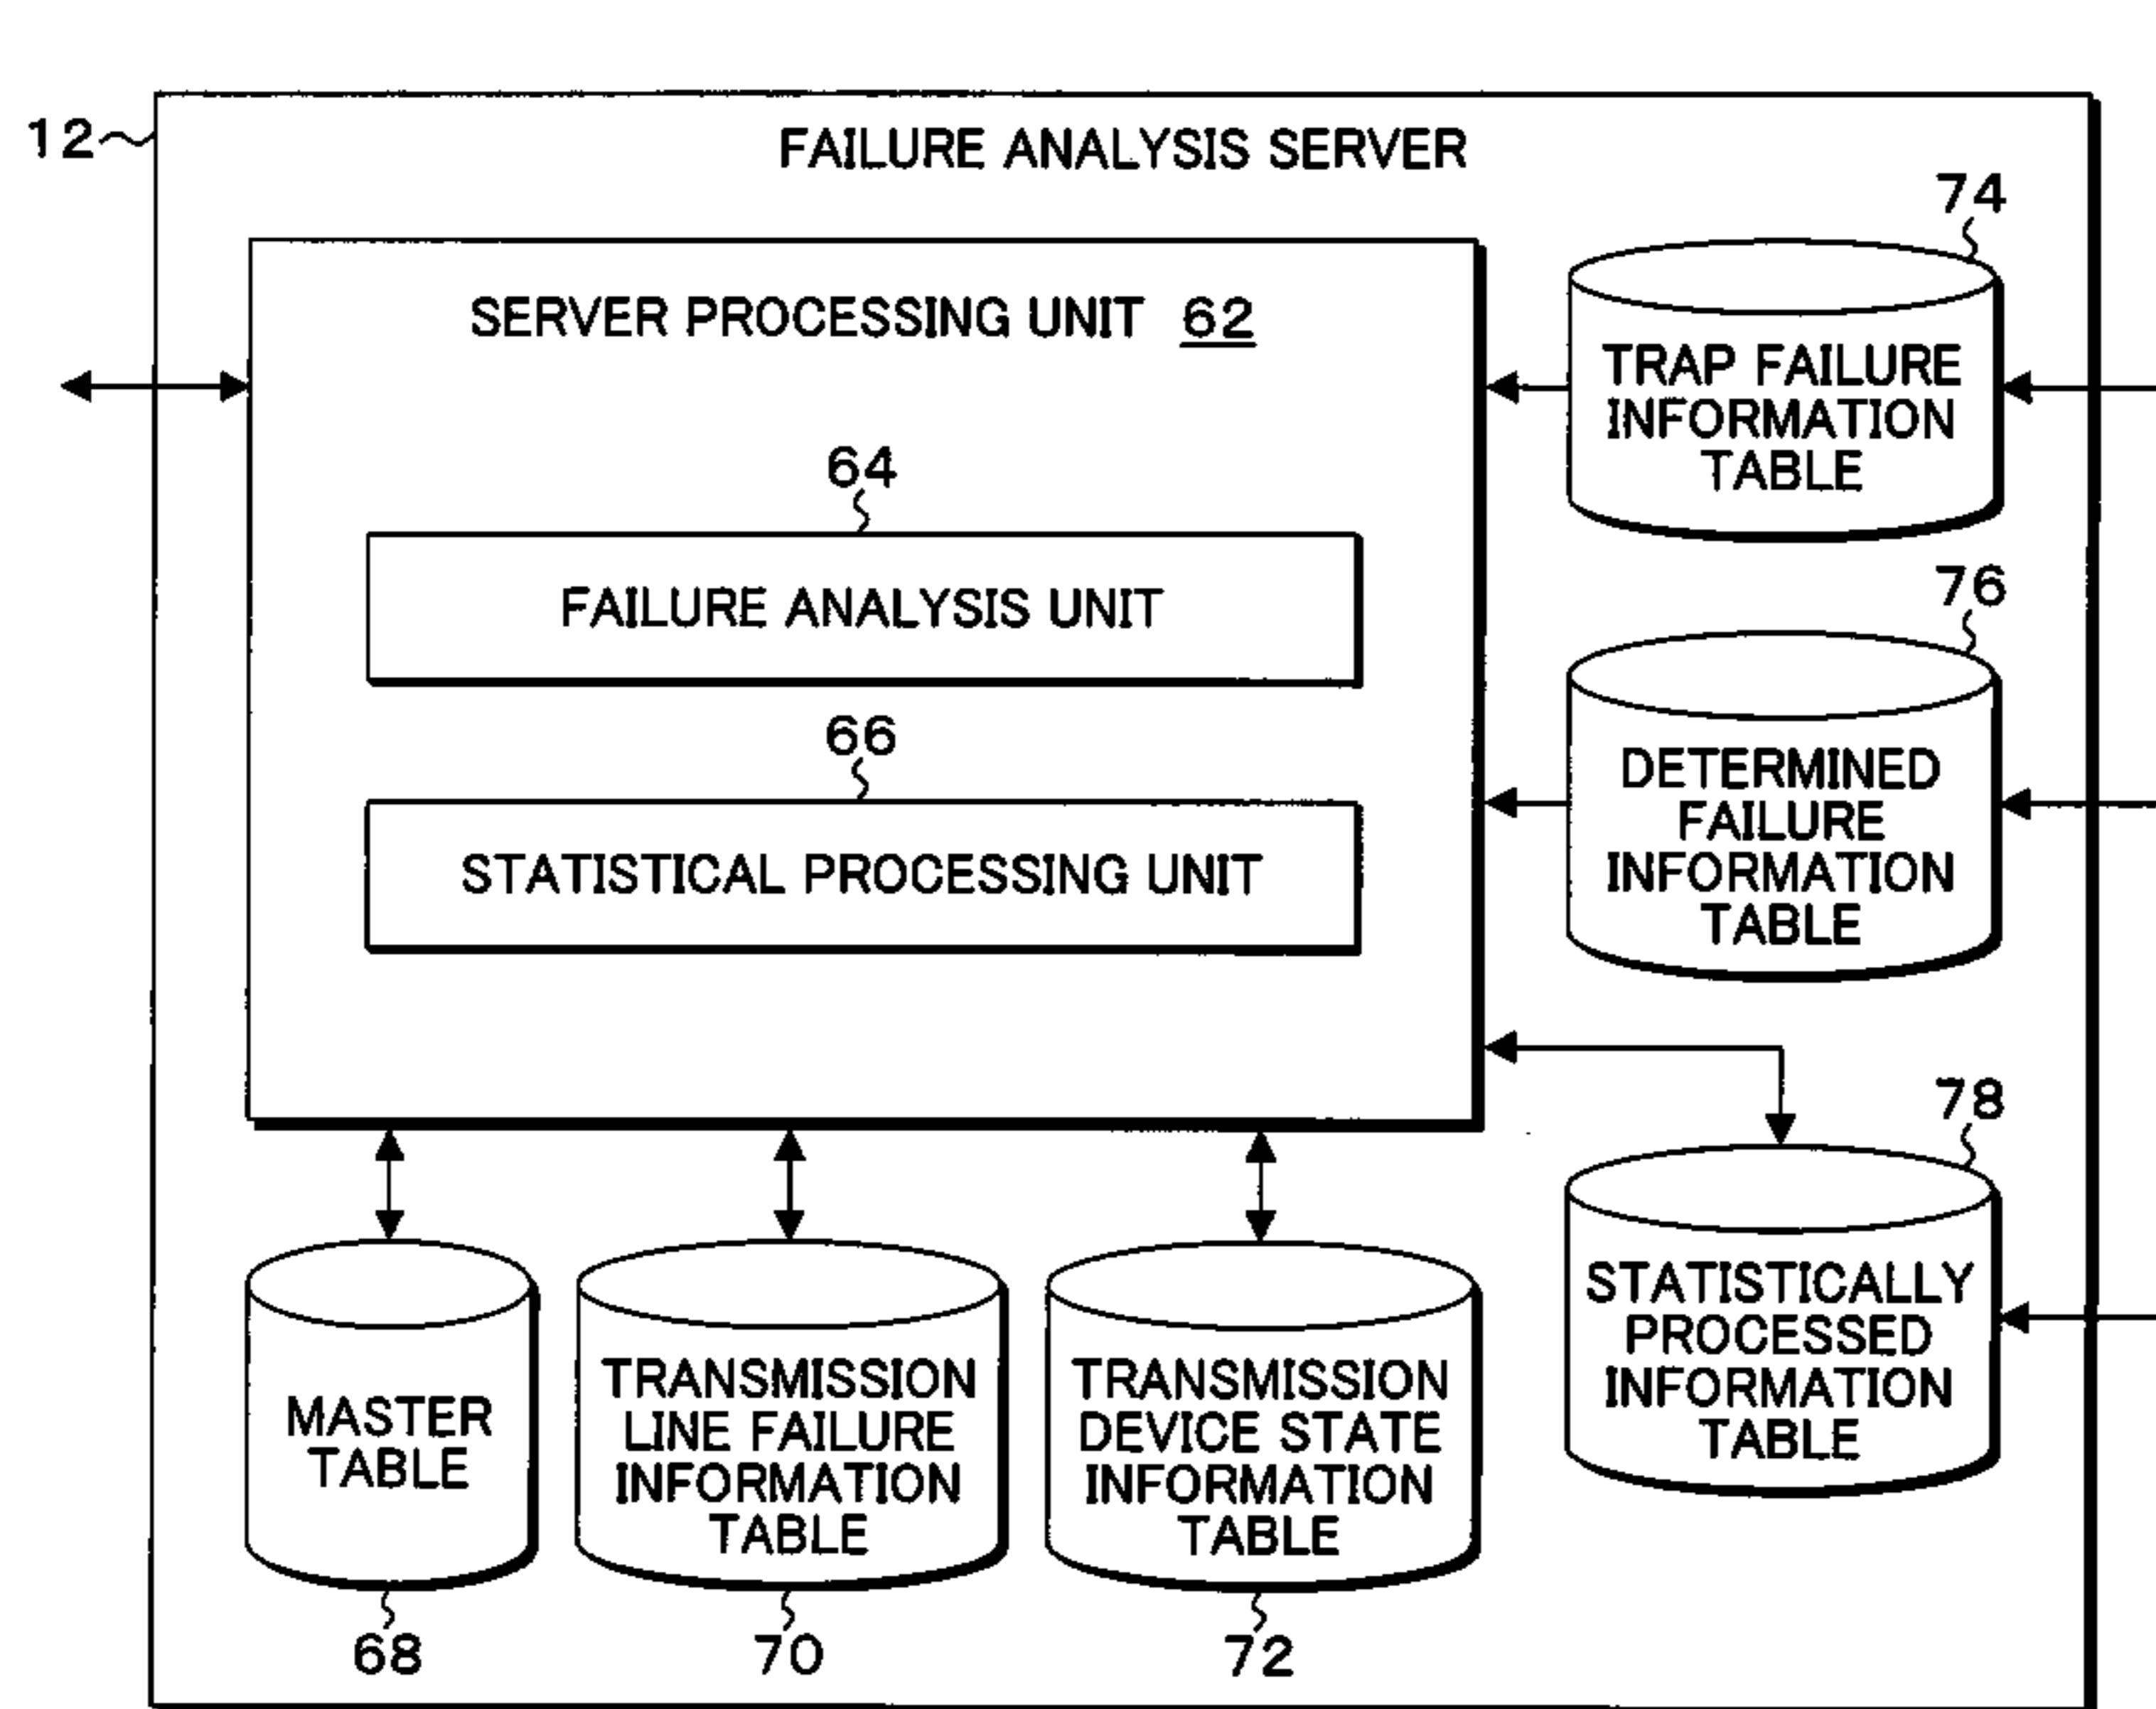 12
FAILURE ANALYSIS SERVER
74
SERVER PROCESSING UNIT 62
TRAP FAILURE
INFORMATION
TABLE
64
FAILURE ANALYSIS UNIT
76
66
DETERMINED
FAILURE
INFORMATION
TABLE
STATISTICAL PROCESSING UNIT
78
STATISTICALLY
PROCESSED
INFORMATION
TABLE
MASTER
TABLE
TRANSMISSION
LINE FAILURE
INFORMATION
TABLE
TRANSMISSION
DEVICE STATE
INFORMATION
TABLE
68
70
72